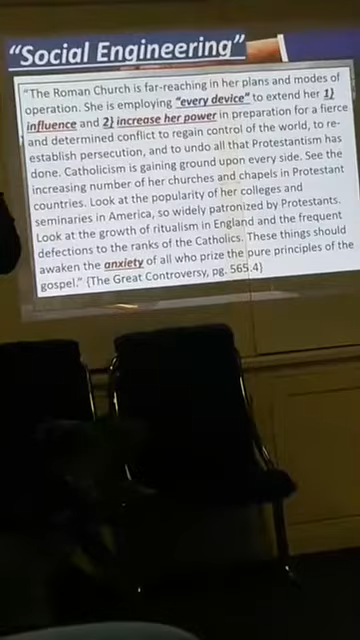 “Social Engineering”
“The Roman Church is far-reaching in her plans and modes of
operation. She is employing “every device” to extend her 1}
influence and 2} increase her power in preparation for a fierce
and determined conflict to regain control of the world, to re-
establish persecution, and to undo all that Protestantism has
done. Catholicism is gaining ground upon every side. See the
increasing number of her churches and chapels in Protestant
countries. Look at the popularity of her colleges and
seminaries in America, so widely patronized by Protestants.
Look at the growth of ritualism in England and the frequent
defections to the ranks of the Catholics. These things should
awaken the anxiety of all who prize the pure principles of the
gospel.” {The Great Controversy, pg. 565.4}